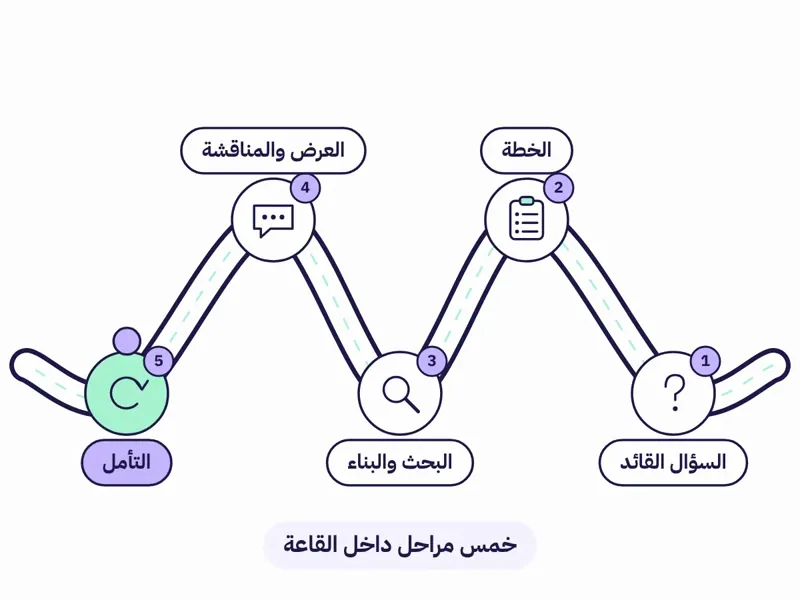 1
السؤال القائد
2
الخطة
3
البحث والبناء
4
العرض والمناقشة
5
التأمل
خمس مراحل داخل القاعة